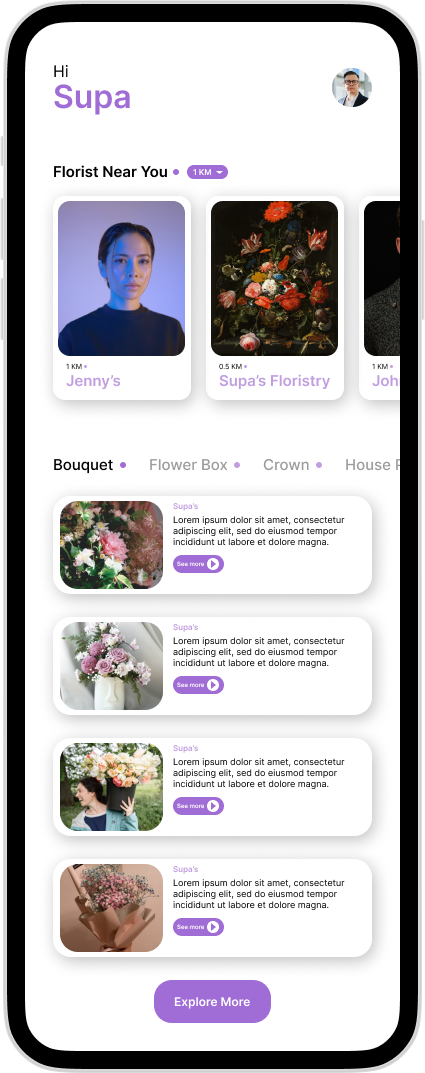 Hi
Supa
Florist Near You
1 KM
1 KM
Jenny's
0.5 KM
Supa's Floristry
1 KM
Joh
Bouquet
Flower Box
Crown
House
Supa's
Lorem ipsum dolor sit amet, consectetur
adipiscing elit, sed do eiusmod tempor
incididunt ut labore et dolore magna.
See more
Supa's
Lorem ipsum dolor sit amet, consectetur
adipiscing elit, sed do eiusmod tempor
incididunt ut labore et dolore magna.
See more
Supa's
Lorem ipsum dolor sit amet, consectetur
adipiscing elit, sed do eiusmod tempor
incididunt ut labore et dolore magna.
See more
Supa's
Lorem ipsum dolor sit amet, consectetur
adipiscing elit, sed do eiusmod tempor
incididunt ut labore et dolore magna.
See more
Explore More